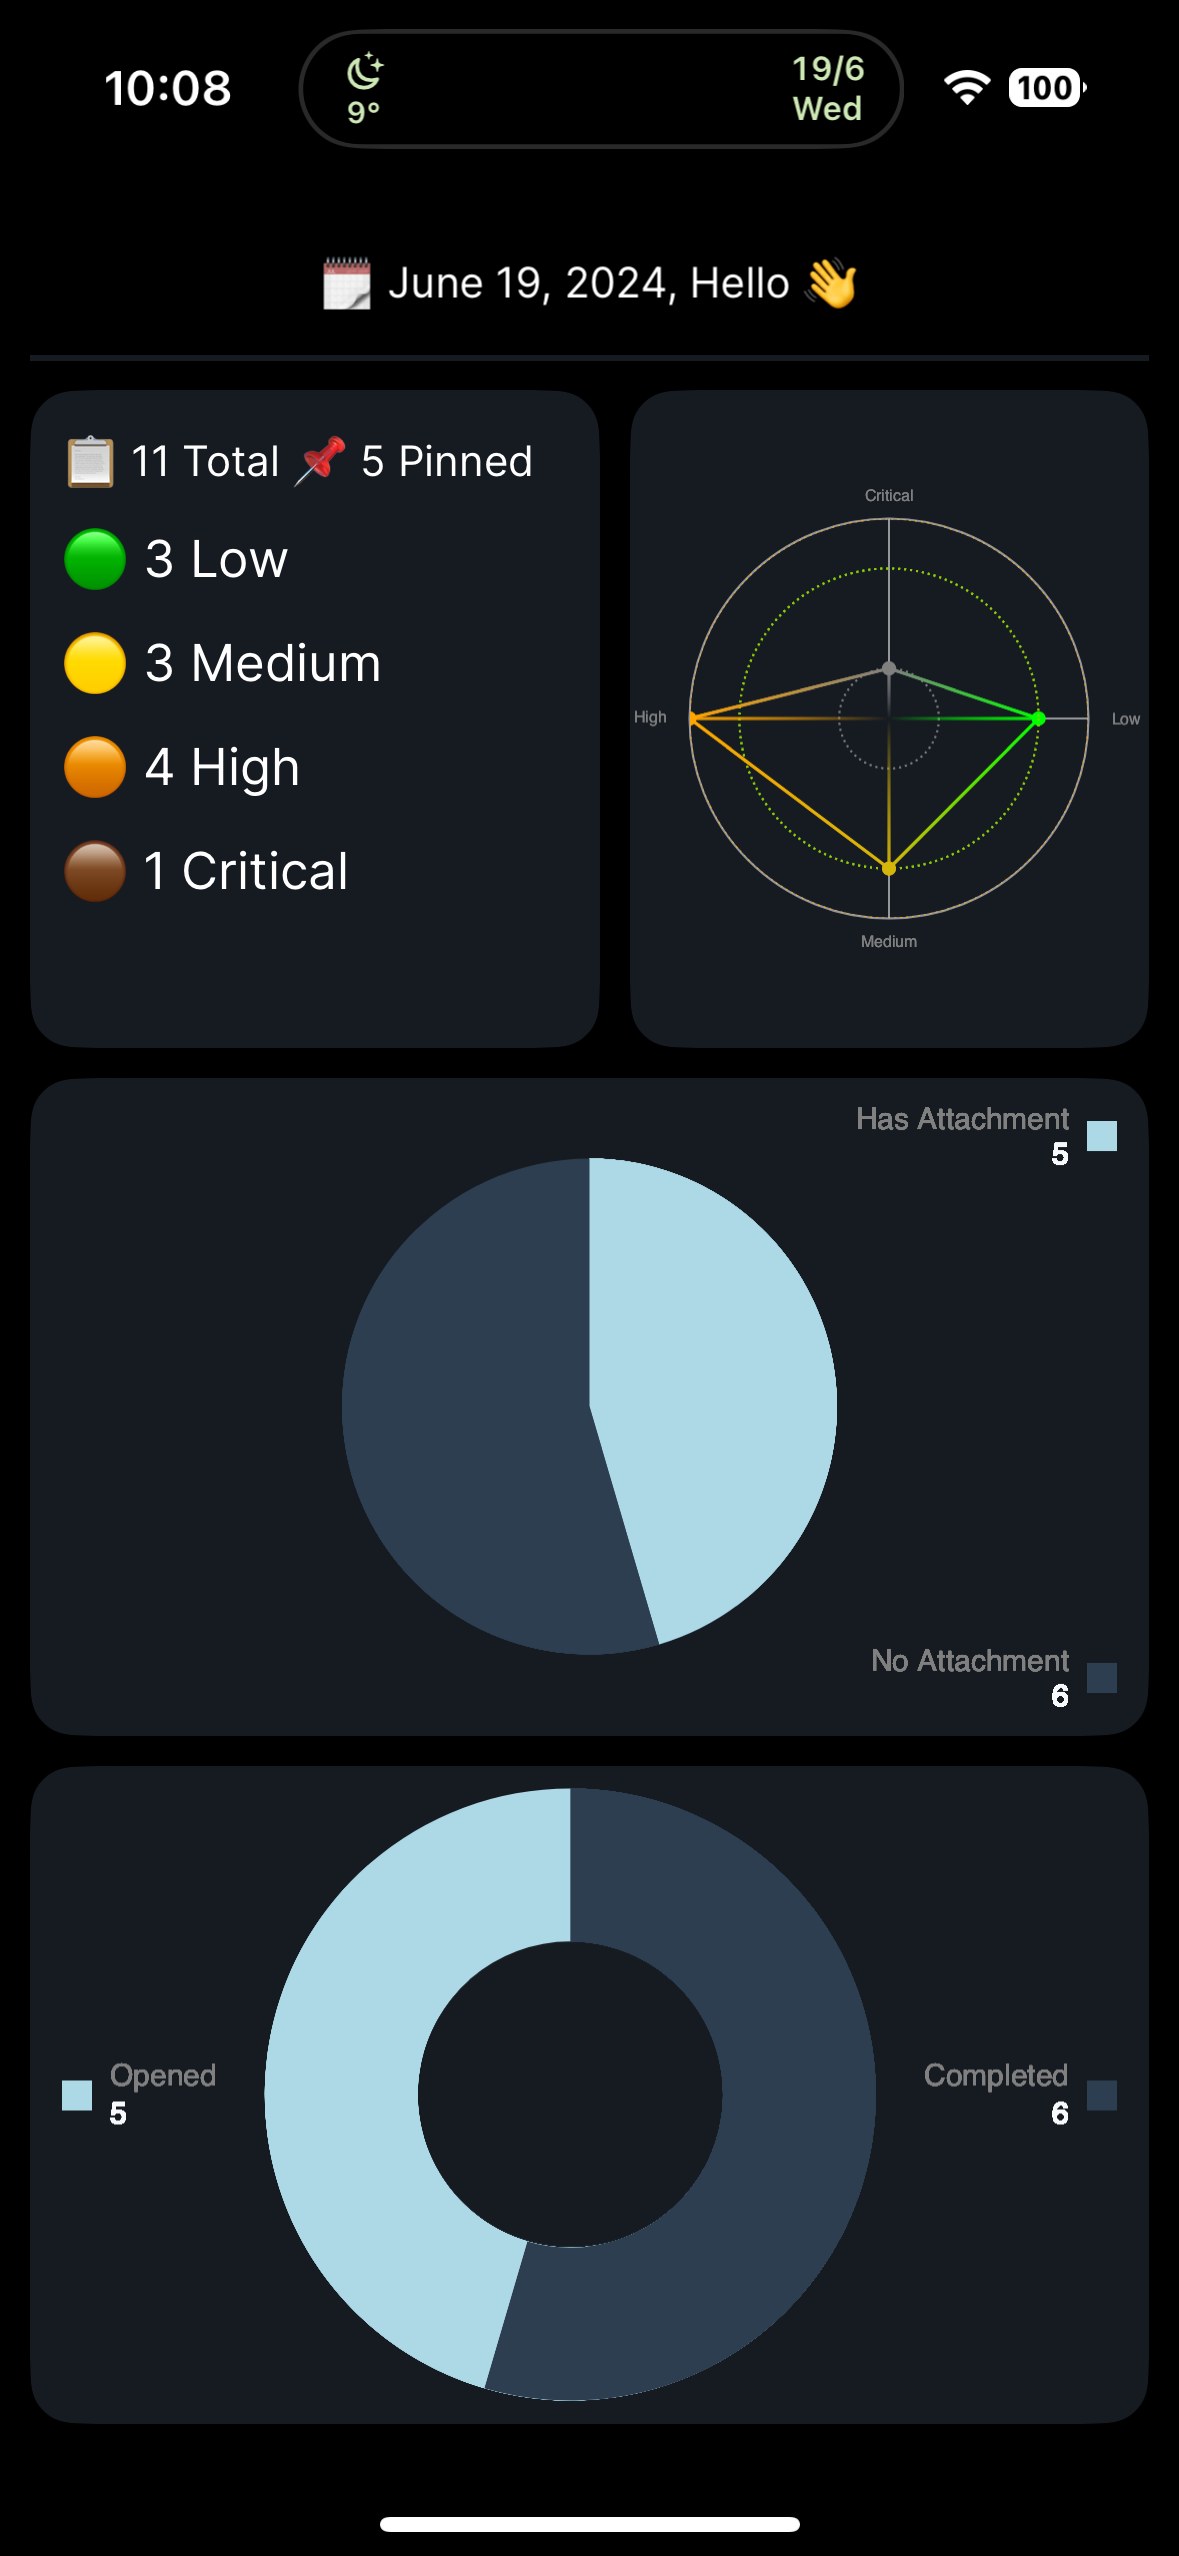 10:08
9°
19/6
Wed
100
June 19, 2024, Hello
11 Total 5 Pinned
3 Low
3 Medium
4 High
1 Critical
Critical
High
Low
Medium
Has Attachment
5
No Attachment
6
Opened
5
Completed
6